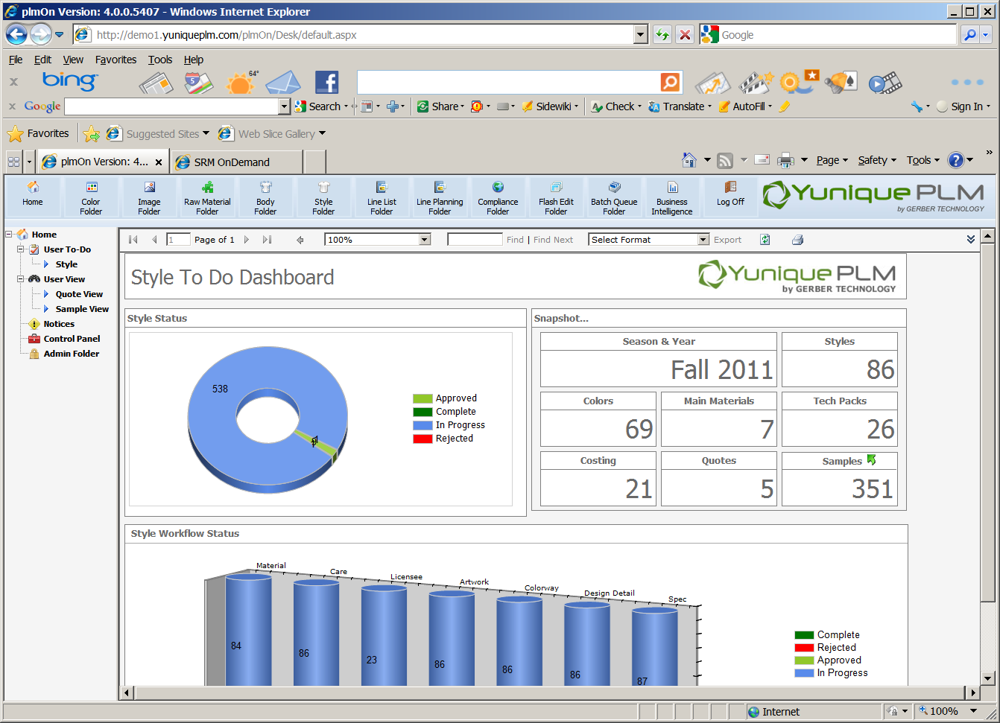 plmOn Version: 4.0.0.5407 - Windows Internet Explorer
http://demo1.yuniqueplm.com/plmOn/Desk/default.aspx
Google
File Edit View Favorites Tools Help
x bing 5 64° f
x Google Search Share Sidewiki Check Translate AutoFill Sign In
Favorites Suggested Sites Web Slice Gallery
plmOn Version: 4... x SRM OnDemand Page Safety Tools ? »
Home
Color Folder
Image Folder
Raw Material Folder
Body Folder
Style Folder
Line List Folder
Line Planning Folder
Compliance Folder
Flash Edit Folder
Batch Queue Folder
Business Intelligence
Log Off
Yunique PLM
by GERBER TECHNOLOGY
Home
User To-Do
Style
User View
Quote View
Sample View
Notices
Control Panel
Admin Folder
1 Page of 1 100% Find | Find Next Select Format Export
Style To Do Dashboard
Yunique PLM
by GERBER TECHNOLOGY
Style Status
538
Approved
Complete
In Progress
Rejected
Snapshot...
Season & Year
Fall 2011
Styles
86
Colors
69
Main Materials
7
Tech Packs
26
Costing
21
Quotes
5
Samples
351
Style Workflow Status
Material
Care
Licensee
Artwork
Colorway
Design Detail
Spec
84
86
23
86
86
86
87
Complete
Rejected
Approved
In Progress
Internet 100%